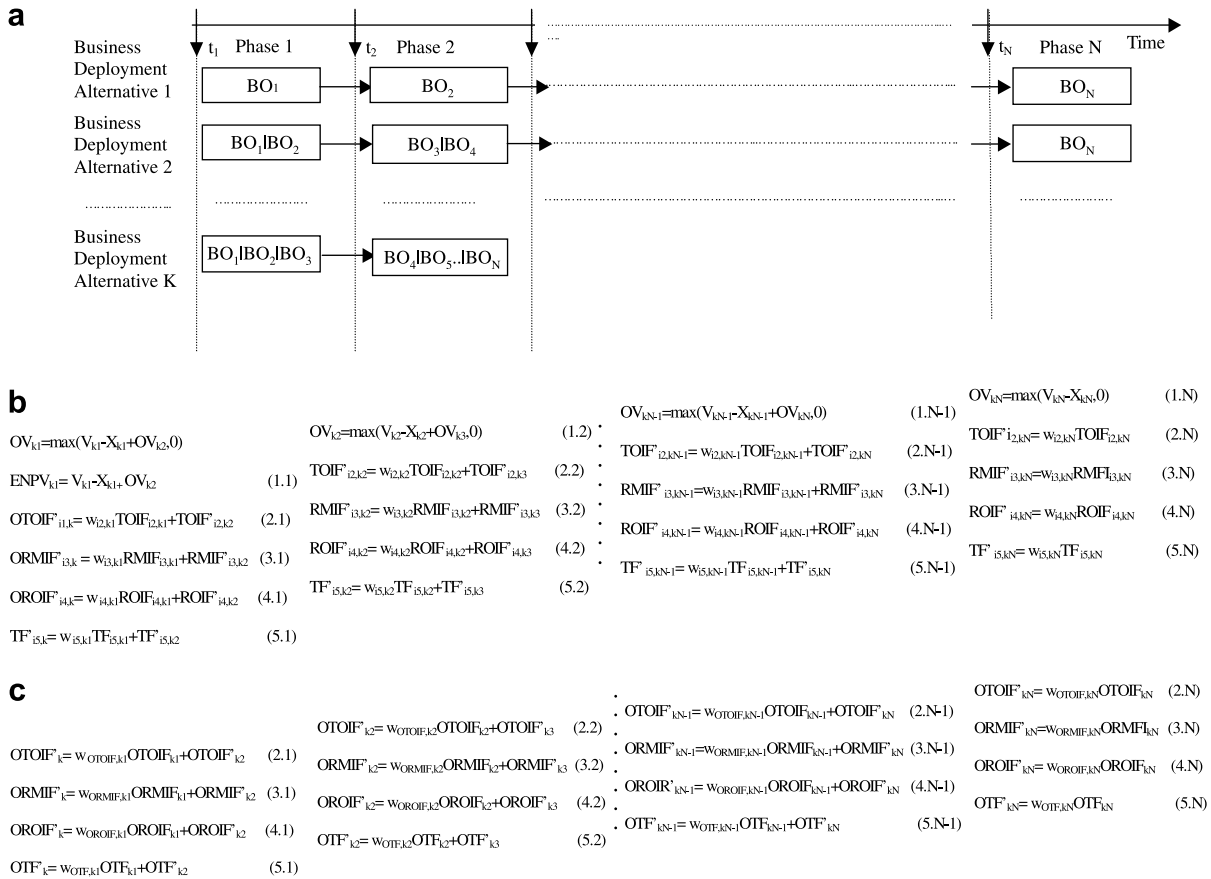 a
t1 Phase 1 t2 Phase 2 tN Phase N Time
Business
Deployment
Alternative 1
BO1 BO2 BON
Business
Deployment
Alternative 2
BO1|BO2 BO3|BO4 BON
Business
Deployment
Alternative K
BO1|BO2|BO3 BO4|BO5..|BON
b
OVk1=max(Vk1-Xk1+OVk2,0)
ENPVk1= Vk1-Xk1+ OVk2 (1.1)
OTOIF'i1,k= wi2,k1TOIFi2,k1+TOIF'i2,k2 (2.1)
ORMIF'i3,k= wi3,k1RMIFi3,k1+RMIF'i3,k2 (3.1)
OROIF'i4,k= wi4,k1ROIFi4,k1+ROIF'i4,k2 (4.1)
TF'i5,k= wi5,k1TFi5,k1+TF'i5,k2 (5.1)
OVk2=max(Vk2-Xk2+OVk3,0) (1.2)
TOIF'i2,k2= wi2,k2TOIFi2,k2+TOIF'i2,k3 (2.2)
RMIF'i3,k2= wi3,k2RMIFi3,k2+RMIF'i3,k3 (3.2)
ROIF'i4,k2= wi4,k2ROIFi4,k2+ROIF'i4,k3 (4.2)
TF'i5,k2= wi5,k2TFi5,k2+TF'i5,k3 (5.2)
OVkN-1=max(VkN-1-XkN-1+OVkN,0) (1.N-1)
TOIF'i2,kN-1= wi2,kN-1TOIFi2,kN-1+TOIF'i2,kN (2.N-1)
RMIF'i3,kN-1=wi3,kN-1RMIFi3,kN-1+RMIF'i3,kN (3.N-1)
ROIF'i4,kN-1= wi4,kN-1ROIFi4,kN-1+ROIF'i4,kN (4.N-1)
TF'i5,kN-1= wi5,kN-1TFi5,kN-1+TF'i5,kN (5.N-1)
OVkN=max(VkN-XkN,0) (1.N)
TOIF'i2,kN= wi2,kNTOIFi2,kN (2.N)
RMIF'i3,kN=wi3,kNRMFIi3,kN (3.N)
ROIF'i4,kN= wi4,kNROIFi4,kN (4.N)
TF'i5,kN= wi5,kNTFi5,kN (5.N)
c
OTOIF'k= wOTOIF,k1OTOIFk1+OTOIF'k2 (2.1)
ORMIF'k= wORMIF,k1ORMIFk1+ORMIF'k2 (3.1)
OROIF'k= wOROIF,k1OROIFk1+OROIF'k2 (4.1)
OTF'k= wOTF,k1OTFk1+OTF'k2 (5.1)
OTOIF'k2= wOTOIF,k2OTOIFk2+OTOIF'k3 (2.2)
ORMIF'k2= wORMIF,k2ORMIFk2+ORMIF'k3 (3.2)
OROIF'k2= wOROIF,k2OROIFk2+OROIF'k3 (4.2)
OTF'k2= wOTF,k2OTFk2+OTF'k3 (5.2)
OTOIF'kN-1= wOTOIF,kN-1OTOIFkN-1+OTOIF'kN (2.N-1)
ORMIF'kN-1=wORMIF,kN-1ORMIFkN-1+ORMIF'kN (3.N-1)
OROIR'kN-1= wOROIF,kN-1OROIFkN-1+OROIF'kN (4.N-1)
OTF'kN-1= wOTF,kN-1OTFkN-1+OTF'kN (5.N-1)
OTOIF'kN= wOTOIF,kNOTOIFkN (2.N)
ORMIF'kN=wORMIF,kNORMFIkN (3.N)
OROIF'kN= wOROIF,kNOROIFkN (4.N)
OTF'kN= wOTF,kNOTFkN (5.N)